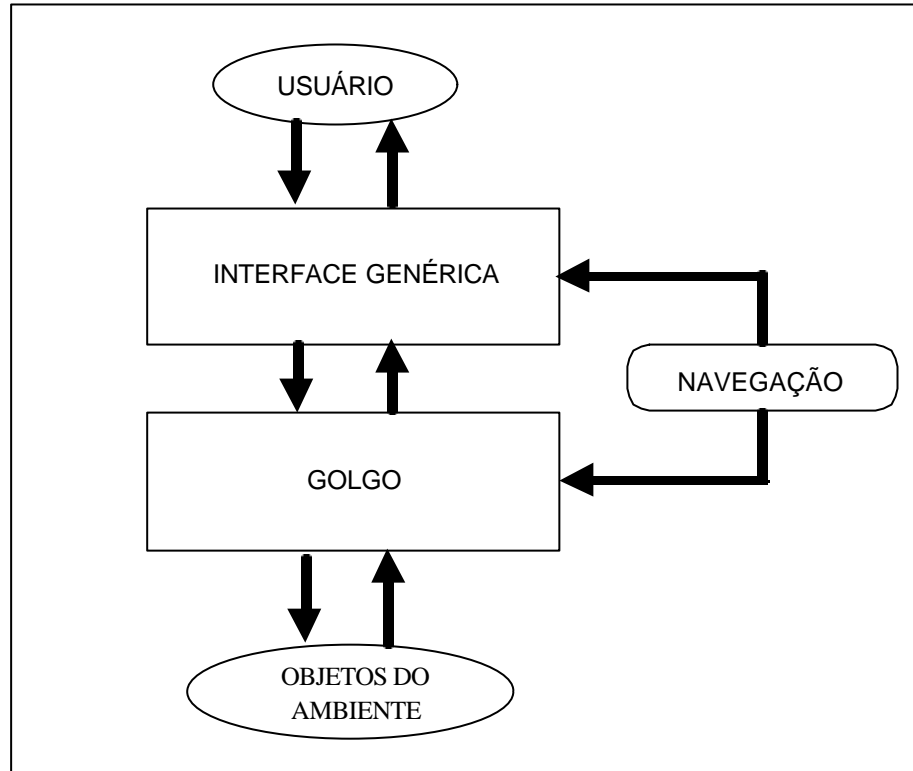 USUÁRIO
INTERFACE GENÉRICA
NAVEGAÇÃO
GOLGO
OBJETOS DO
AMBIENTE